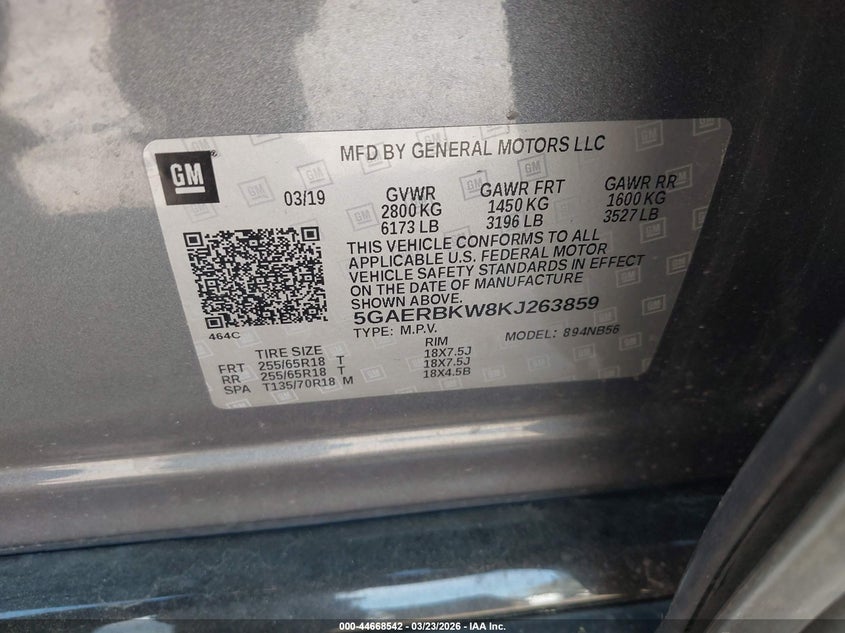 GM
MFD BY GENERAL MOTORS LLC
03/19
GVWR
2800 KG
6173 LB
GAWR FRT
1450 KG
3196 LB
GAWR RR
1600 KG
3527 LB
THIS VEHICLE CONFORMS TO ALL
APPLICABLE U.S. FEDERAL MOTOR
VEHICLE SAFETY STANDARDS IN EFFECT
ON THE DATE OF MANUFACTURE
SHOWN ABOVE.
5GAERBKW8KJ263859
464C
TYPE: M.P.V.
MODEL: 894NB56
TIRE SIZE
RIM
FRT 255/65R18 T 18X7.5J
RR 255/65R18 T 18X7.5J
SPA T135/70R18 M 18X4.5B
000-44668542 — 03/23/2026 — IAA Inc.